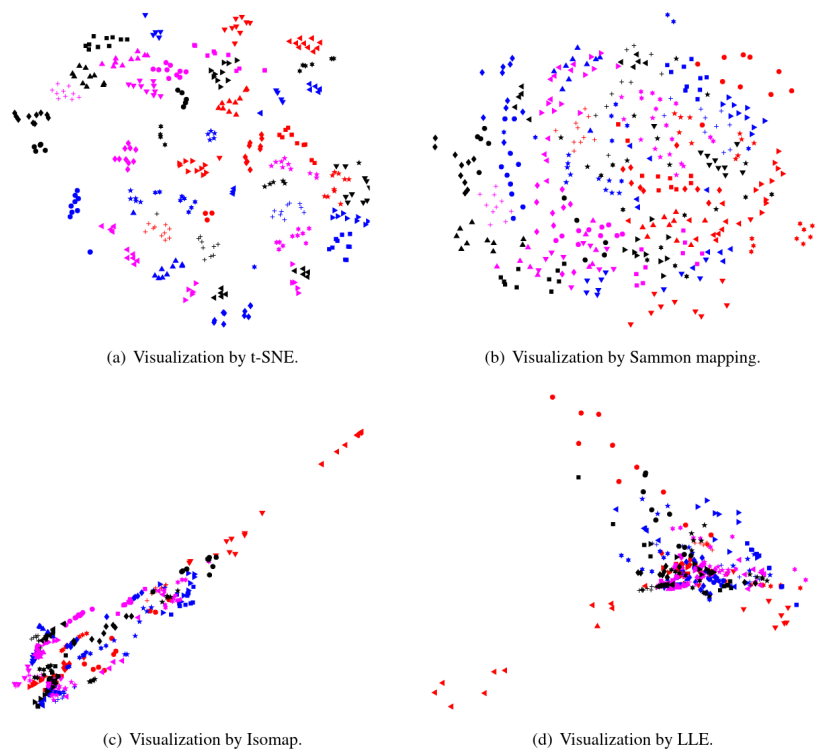 (a) Visualization by t-SNE.
(b) Visualization by Sammon mapping.
(c) Visualization by Isomap.
(d) Visualization by LLE.